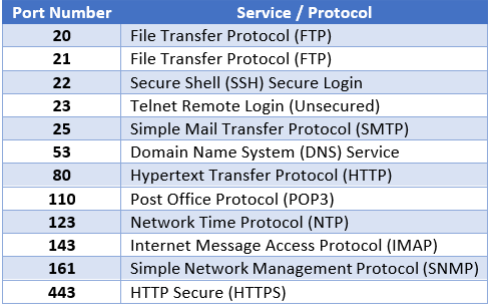 Port Number Service / Protocol
20 File Transfer Protocol (FTP)
21 File Transfer Protocol (FTP)
22 Secure Shell (SSH) Secure Login
23 Telnet Remote Login (Unsecured)
25 Simple Mail Transfer Protocol (SMTP)
53 Domain Name System (DNS) Service
80 Hypertext Transfer Protocol (HTTP)
110 Post Office Protocol (POP3)
123 Network Time Protocol (NTP)
143 Internet Message Access Protocol (IMAP)
161 Simple Network Management Protocol (SNMP)
443 HTTP Secure (HTTPS)